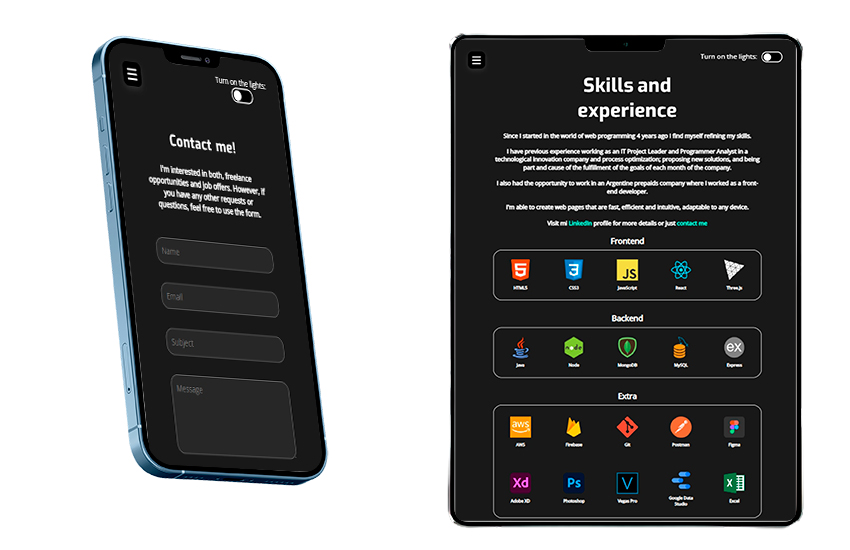 Turn on the lights:
Contact me!
I'm interested in both, freelance
opportunities and job offers. However, if
you have any other requests or
questions, feel free to use the form.
Name
Email
Subject
Message
Turn on the lights:
Skills and
experience
Since I started in the world of web programming 4 years ago I find myself refining my skills.
I have previous experience working as an IT Project Leader and Programmer Analyst in a
technological innovation company and process optimization; proposing new solutions, and being
part and cause of the fulfillment of the goals of each month of the company.
I also had the opportunity to work in an Argentine prepaids company where I worked as a front-
end developer.
I'm able to create web pages that are fast, efficient and intuitive, adaptable to any device.
Visit mi LinkedIn profile for more details or just contact me
Frontend
5 3 JS
HTML5 CSS3 JavaScript React Three.js
Backend
node ex
Java Node MongoDB MySQL Express
Extra
aws
AWS Firebase Git Postman Figma
Xd Ps V X
Adobe XD Photoshop Vegas Pro Google Data Studio Excel